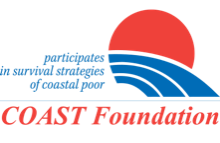 participates
in survival strategies
of coastal poor
COAST Foundation